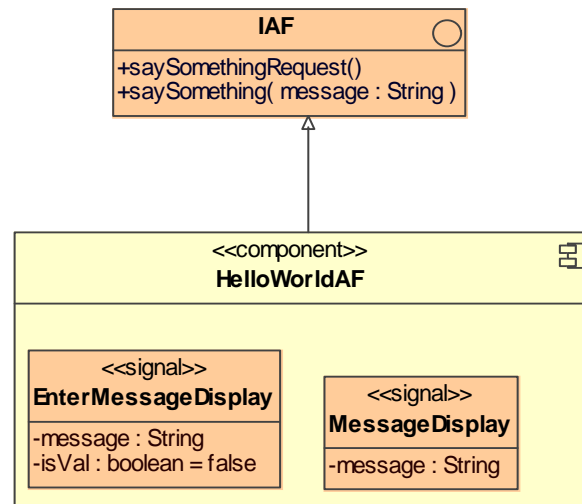 IAF
+saySomethingRequest()
+saySomething( message : String )
<<component>>
HelloWorldAF
<<signal>>
EnterMessageDisplay
-message : String
-isVal : boolean = false
<<signal>>
MessageDisplay
-message : String